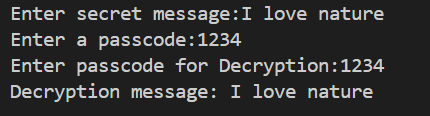 Enter secret message:I love nature
Enter a passcode:1234
Enter passcode for Decryption:1234
Decryption message: I love nature